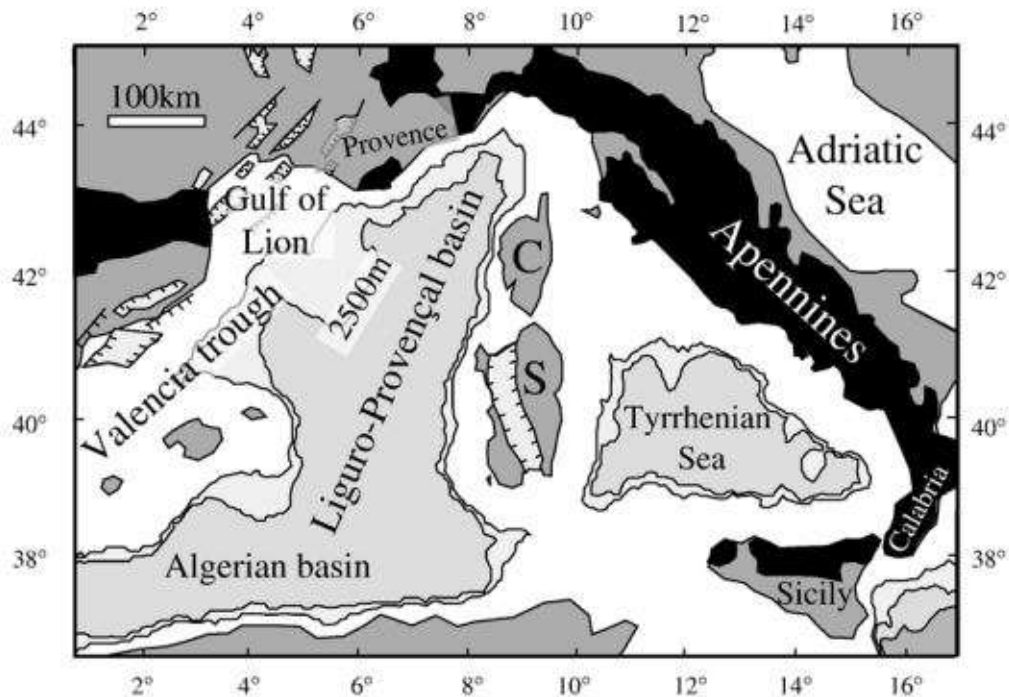 2° 4° 6° 8° 10° 12° 14° 16°
100km
44° 44°
Provence
Adriatic
Sea
Gulf of
Lion
42° 42°
C
Apennines
2500m
Valencia trough
Liguro-Provençal basin
S
40° 40°
Tyrrhenian
Sea
Calabria
38° 38°
Algerian basin
Sicily
2° 4° 6° 8° 10° 12° 14° 16°